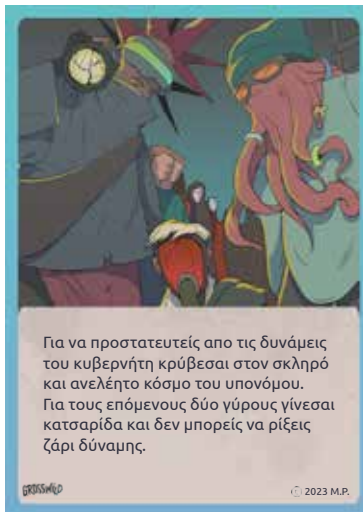 Για να προστατευτείς απο τις δυνάμεις
του κυβερνήτη κρύβεσαι στον σκληρό
και ανελέητο κόσμο του υπονόμου.
Για τους επόμενους δύο γύρους γίνεσαι
κατσαρίδα και δεν μπορείς να ρίξεις
ζάρι δύναμης.
GROSSWILD
2023 M.P.